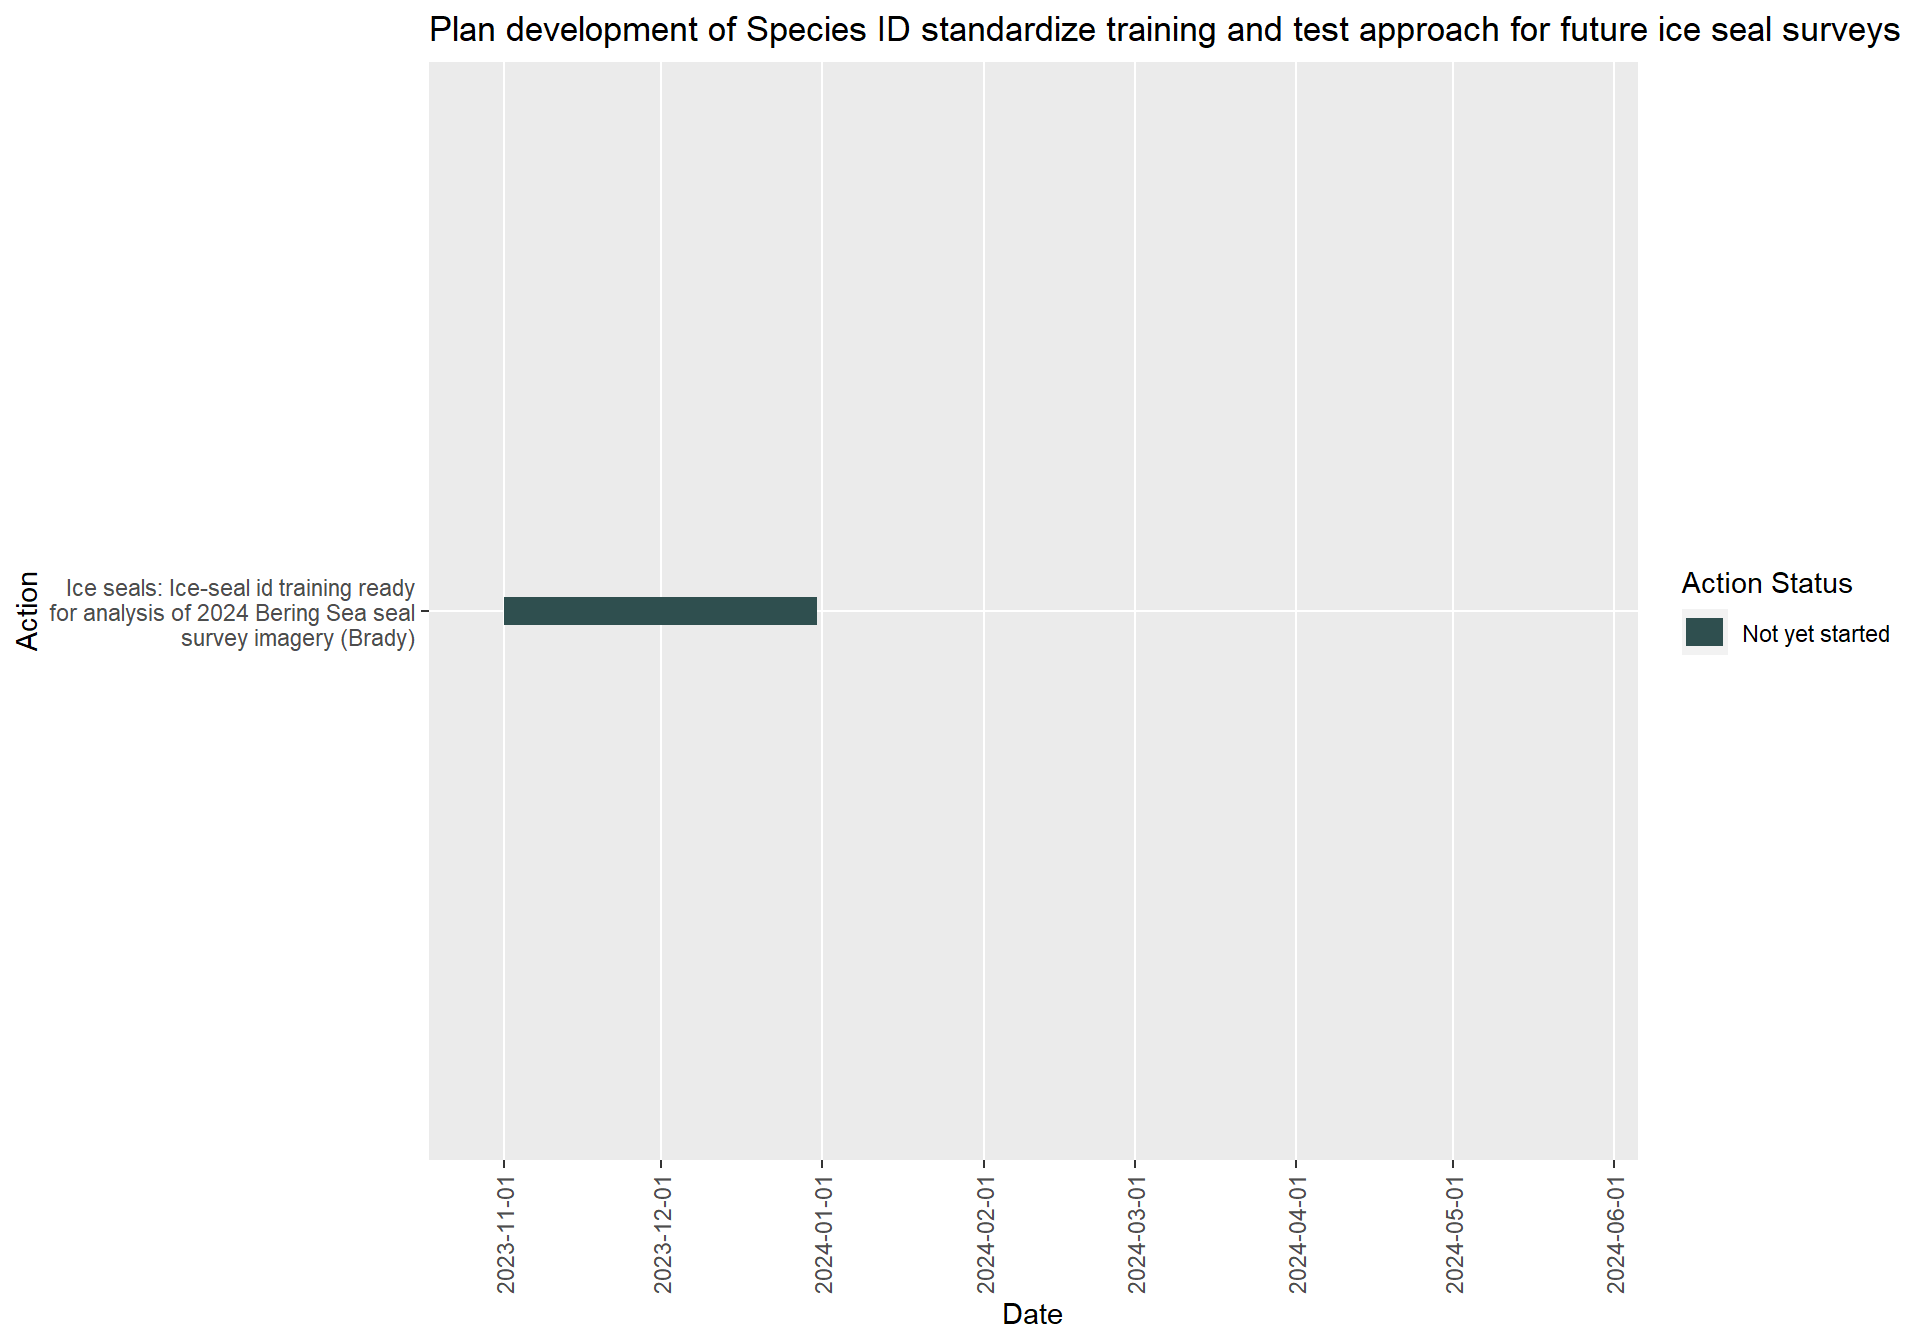 Plan development of Species ID standardize training and test approach for future ice seal surveys
Action
Ice seals: Ice-seal id training ready
for analysis of 2024 Bering Sea seal
survey imagery (Brady)
Action Status
Not yet started
2023-11-01
2023-12-01
2024-01-01
2024-02-01
2024-03-01
2024-04-01
2024-05-01
2024-06-01
Date